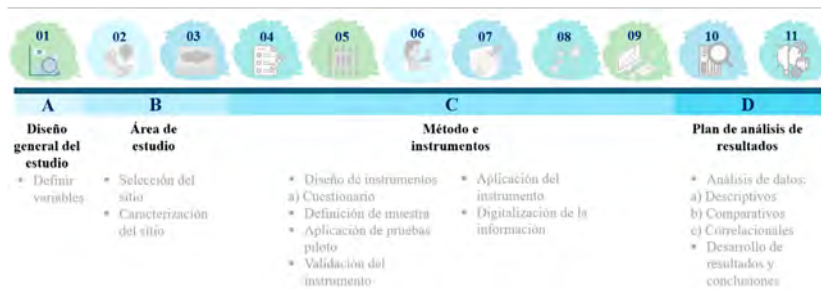 01 02 03 04 05 06 07 08 09 10 11
A B C D
Diseño
general del
estudio
• Definir
variables
Área de
estudio
• Selección del
sitio
• Caracterización
del sitio
Método e
instrumentos
• Diseño de instrumentos
a) Cuestionario
• Definición de muestra
• Aplicación de pruebas
piloto
• Validación del
instrumento
• Aplicación del
instrumento
• Digitalización de la
información
Plan de análisis de
resultados
• Análisis de datos:
a) Descriptivos
b) Comparativos
c) Correlacionales
• Desarrollo de
resultados y
conclusiones